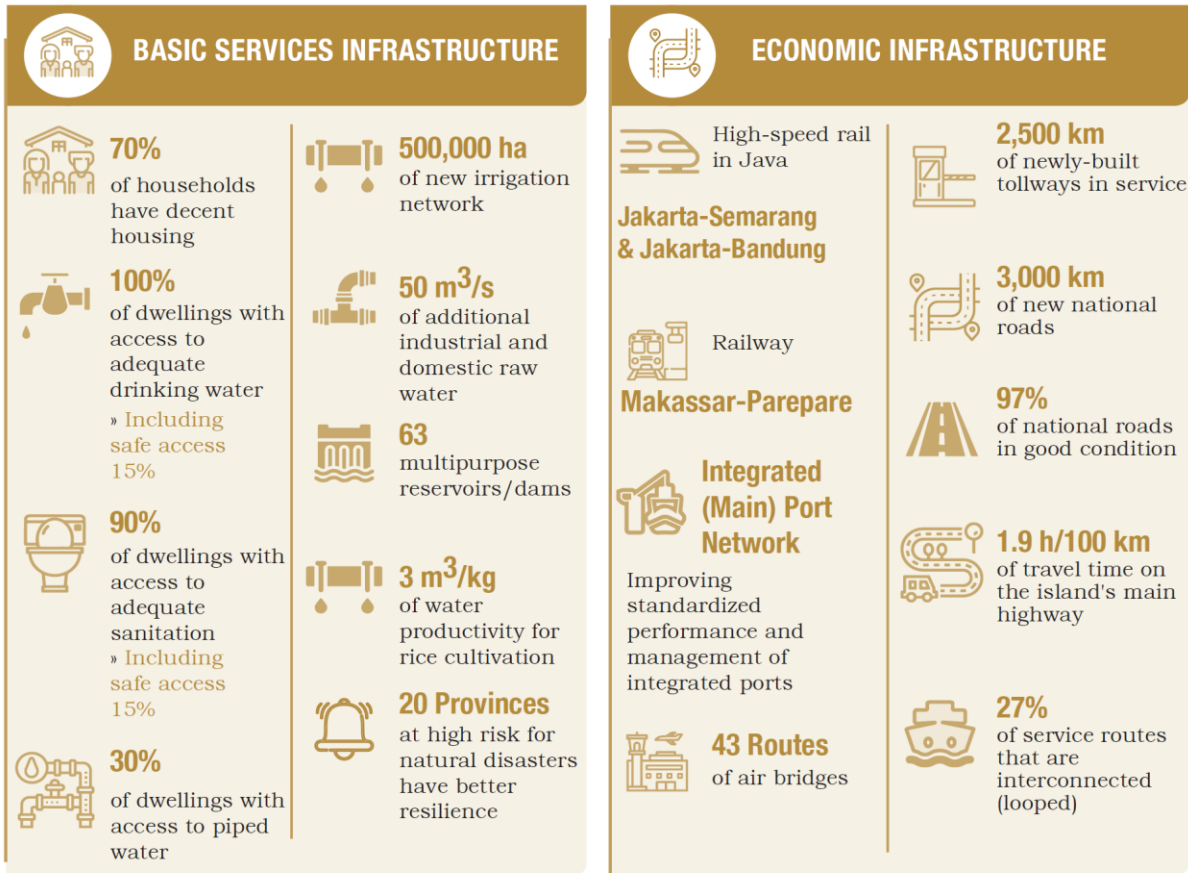 BASIC SERVICES INFRASTRUCTURE
70%
of households
have decent
housing
100%
of dwellings with
access to
adequate
drinking water
» Including
safe access
15%
90%
of dwellings with
access to
adequate
sanitation
» Including
safe access
15%
30%
of dwellings with
access to piped
water
500,000 ha
of new irrigation
network
50 m³/s
of additional
industrial and
domestic raw
water
63
multipurpose
reservoirs/dams
3 m³/kg
of water
productivity for
rice cultivation
20 Provinces
at high risk for
natural disasters
have better
resilience
ECONOMIC INFRASTRUCTURE
High-speed rail
in Java
Jakarta-Semarang
& Jakarta-Bandung
Railway
Makassar-Parepare
Integrated
(Main) Port
Network
Improving
standardized
performance and
management of
integrated ports
43 Routes
of air bridges
2,500 km
of newly-built
tollways in service
3,000 km
of new national
roads
97%
of national roads
in good condition
1.9 h/100 km
of travel time on
the island's main
highway
27%
of service routes
that are
interconnected
(looped)